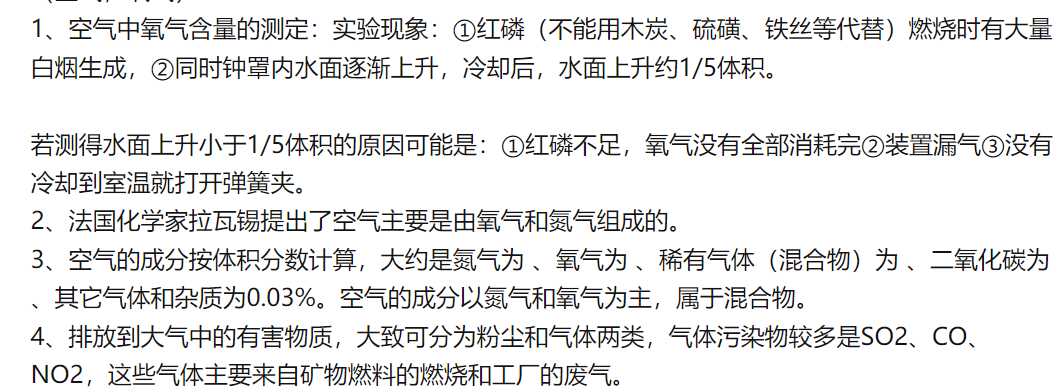 1、空气中氧气含量的测定：实验现象：①红磷（不能用木炭、硫磺、铁丝等代替）燃烧时有大量
白烟生成，②同时钟罩内水面逐渐上升，冷却后，水面上升约1/5体积。
若测得水面上升小于1/5体积的原因可能是：①红磷不足，氧气没有全部消耗完②装置漏气③没有
冷却到室温就打开弹簧夹。
2、法国化学家拉瓦锡提出了空气主要是由氧气和氮气组成的。
3、空气的成分按体积分数计算，大约是氮气为 、氧气为 、稀有气体（混合物）为 、二氧化碳为
、其它气体和杂质为0.03%。空气的成分以氮气和氧气为主，属于混合物。
4、排放到大气中的有害物质，大致可分为粉尘和气体两类，气体污染物较多是SO2、CO、
NO2，这些气体主要来自矿物燃料的燃烧和工厂的废气。